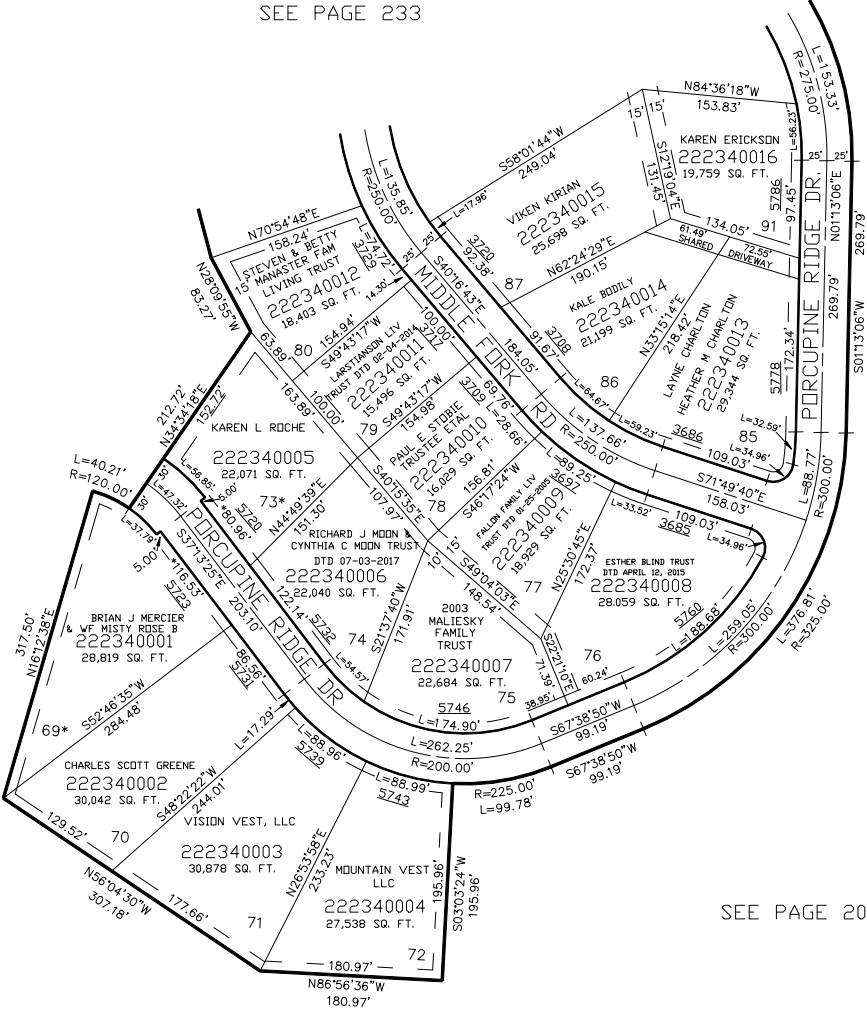 SEE PAGE 233
L=153.33'
R=275.00'
N84°36'18"W
153.83'
15' 15'
L=56.23'
KAREN ERICKSON
222340016
19,759 SQ. FT.
25' 25'
5786
97.45'
S12°19'04"E
131.45'
134.05'
91
61.49'
SHARED
72.55'
DRIVEWAY
N01°13'06"E
269.79'
269.79'
S01°13'06"W
PORCUPINE RIDGE DR.
S58°01'44"W
249.04'
L=17.96'
VIKEN KIRIAN
222340015
25,698 SQ. FT.
3720
92.36'
87
N62°24'29"E
190.15'
KALE BODILY
222340014
21,199 SQ. FT.
3708
91.67'
86
N33°15'14"E
218.42'
LAYNE CHARLTON
HEATHER M CHARLTON
222340013
29,344 SQ. FT.
172.34'
5778
85
L=32.59'
L=34.96'
L=64.67'
L=59.23'
3686
109.03'
L=135.85'
R=250.00'
25' 25'
S40°16'43"E
184.05'
MIDDLE FORK RD
L=137.66'
R=250.00'
S71°49'40"E
158.03'
L=88.77'
R=300.00'
N70°54'48"E
158.24'
15'
STEVEN & BETTY
MANASTER FAM
LIVING TRUST
222340012
18,403 SQ. FT.
L=74.72'
3729
14.30'
80
63.89'
N28°09'55"W
83.27'
154.94'
S49°43'17"W
LARSTIANSON LIV
TRUST DTD 02-04-2014
222340011
15,496 SQ. FT.
100.00'
3717
100.00'
79
S49°43'17"W
154.98'
PAUL E STOBIE
TRUSTEE ETAL
222340010
16,029 SQ. FT.
69.76'
3709
L=28.66'
78
S40°15'35"E
107.97'
156.81'
S46°17'24"W
FALLON FAMILY LIV
TRUST DTD 01-25-2005
222340009
18,929 SQ. FT.
L=89.25'
3697
77
15'
10'
S49°04'03"E
148.54'
N25°30'45"E
172.37'
L=33.52'
109.03'
3685
L=34.96'
ESTHER BLIND TRUST
DTD APRIL 12, 2015
222340008
28.059 SQ. FT.
5760
L=188.68'
76
60.24'
S22°21'10"E
71.39'
38.95'
L=259.05'
R=300.00'
L=376.81'
R=325.00'
212.72'
N34°34'18"E
152.72'
163.89'
KAREN L ROCHE
222340005
22,071 SQ. FT.
73*
30'
L=56.85'
5.00'
*80.96'
5720
N44°49'39"E
151.30'
L=40.21'
R=120.00'
30'
L=47.32'
L=37.79'
5.00'
PORCUPINE RIDGE DR
S37°13'25"E
203.10'
*116.53'
5723
RICHARD J MOON &
CYNTHIA C MOON TRUST
DTD 07-03-2017
222340006
22,040 SQ. FT.
122.14'
5732
74
L=54.57'
S21°37'40"W
171.91'
2003
MALIESKY
FAMILY
TRUST
222340007
22,684 SQ. FT.
75
5746
L=174.90'
L=262.25'
R=200.00'
S67°38'50"W
99.19'
S67°38'50"W
99.19'
R=225.00'
L=99.78'
317.50'
N16°12'38"E
BRIAN J MERCIER
& WF MISTY ROSE B
222340001
28,819 SQ. FT.
69*
86.56'
5731
S52°46'35"W
284.48'
L=17.29'
CHARLES SCOTT GREENE
222340002
30,042 SQ. FT.
129.52'
70
S48°22'22"W
244.01'
L=88.96'
5739
VISION VEST, LLC
222340003
30,878 SQ. FT.
N56°04'30"W
307.18'
177.66'
71
N26°53'58"E
233.23'
L=88.99'
5743
MOUNTAIN VEST
LLC
222340004
27,538 SQ. FT.
195.96'
S03°03'24"W
195.96'
72
180.97'
N86°56'36"W
180.97'
SEE PAGE 20